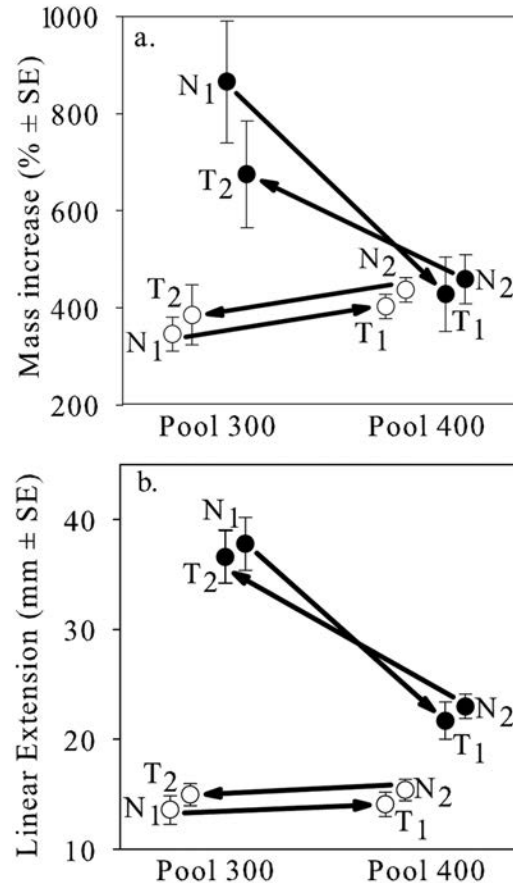 a.
Mass increase (% ± SE)
1000
800
600
400
200
N1
T2
N2
T2
N1
T1
N2
T1
Pool 300 Pool 400
b.
Linear Extension (mm ± SE)
40
30
20
10
N1
T2
N2
T1
T2
N1
N2
T1
Pool 300 Pool 400